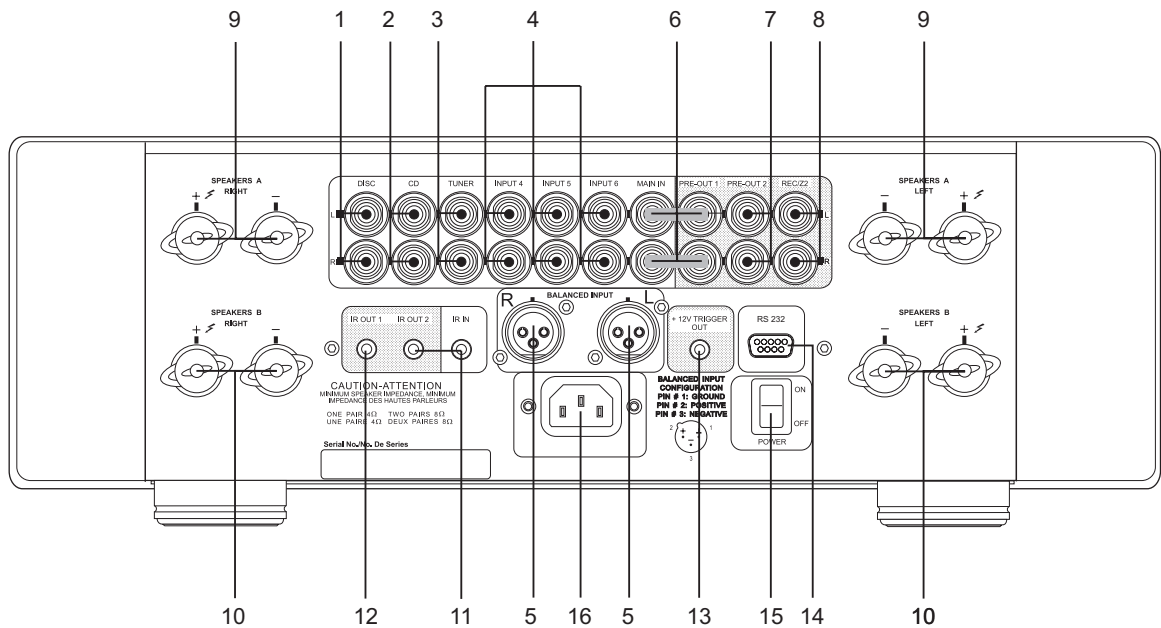 9 1 2 3 4 6 7 8 9
SPEAKERS A
RIGHT
+ −
DISC CD TUNER INPUT 4 INPUT 5 INPUT 6 MAIN IN PRE-OUT 1 PRE-OUT 2 REC/Z2
L L
R R
SPEAKERS A
LEFT
− +
SPEAKERS B
RIGHT
+ −
IR OUT 1 IR OUT 2 IR IN
R BALANCED INPUT L
+ 12V TRIGGER
OUT
RS 232
SPEAKERS B
LEFT
− +
CAUTION-ATTENTION
MINIMUM SPEAKER IMPEDANCE, MINIMUM
IMPEDANCE DES HAUTES PARLEURS
ONE PAIR 4Ω TWO PAIRS 8Ω
UNE PAIRE 4Ω DEUX PAIRES 8Ω
Serial No./No. De Series
BALANCED INPUT
CONFIGURATION
PIN # 1: GROUND
PIN # 2: POSITIVE
PIN # 3: NEGATIVE
2 + − 1
−
3
ON
OFF
POWER
10 12 11 5 16 5 13 15 14 10